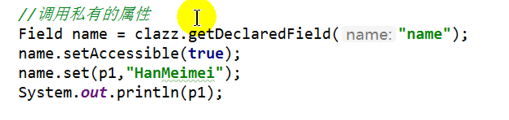 //调用私有的属性
Field name = clazz.getDeclaredField( name: "name");
name.setAccessible(true);
name.set(p1,"HanMeimei");
System.out.println(p1);